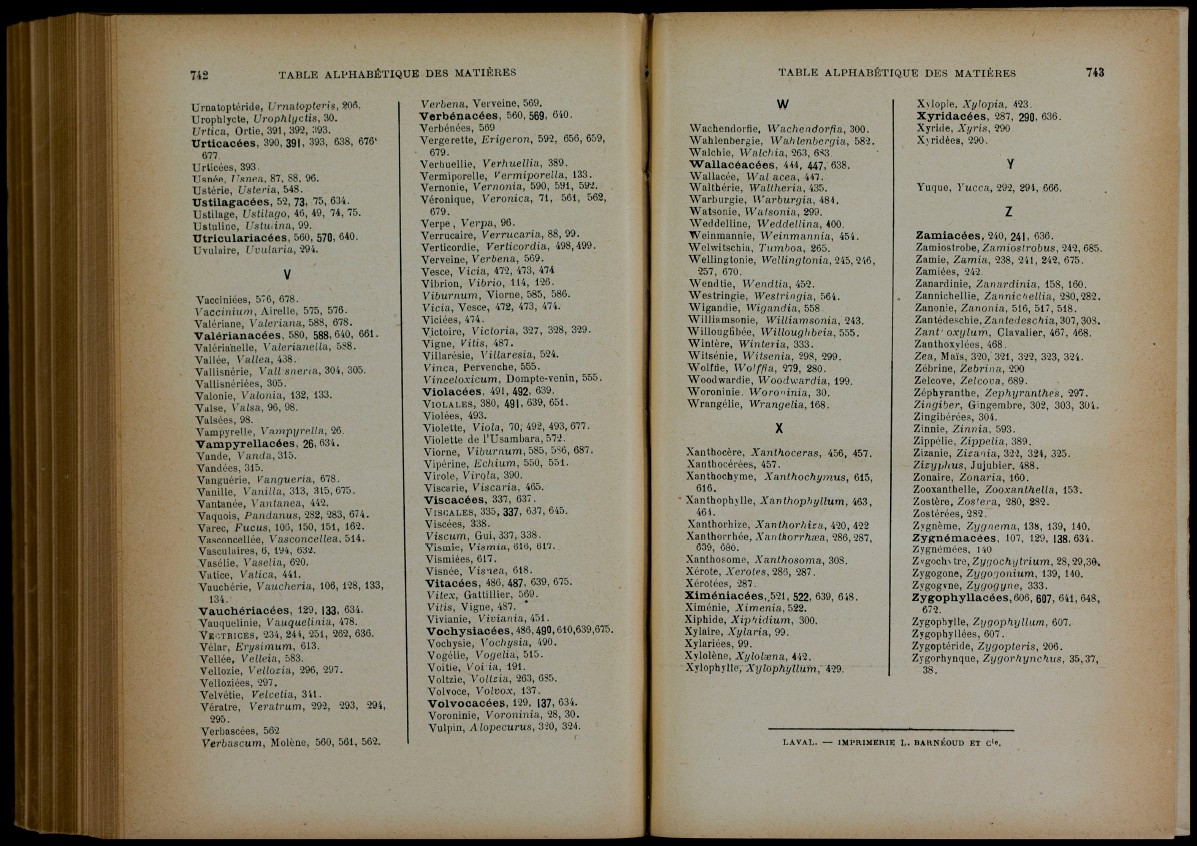 742
TABLE ALPHABÉTIQUE DES MATIÈRES
Urnatoptéride, Urnatopteris, 206.
Urophlycte, Urophlyctis, 30.
Urtica, Ortie, 391, 392, 393.
Urticacées, 390, 391, 393, 638, 676
677
Urticées, 393.
Usnée, Usnea, 87, 88, 96.
Ustérie, Usteria, 548.
Ustilagacées, 52, 73, 75, 634.
Ustilage, Ustilago, 46, 49, 74, 75.
Ustuline, Ustulina, 99.
Utriculariacées, 560, 570, 640.
Uvulaire, Uvularia, 294.
V
Vacciniées, 576, 678.
Vaccinium, Airelle, 575, 576.
Valériane, Valeriana, 588, 678.
Valérianacées, 580, 588, 640, 661.
Valérianelle, Valerianella, 588.
Vallée, Vallea, 438.
Vallisnérie, Vallisneria, 304, 305.
Vallisnériées, 305.
Valonie, Valonia, 132, 133.
Valse, Valsa, 96, 98.
Valsées, 98.
Vampyrelle, Vampyrella, 26.
Vampyrellacées, 26, 634.
Vande, Vanda, 315.
Vandées, 315.
Vanguérie, Vangueria, 678.
Vanille, Vanilla, 313, 315, 675.
Vantanée, Vantanea, 442.
Vaquois, Pandanus, 282, 283, 674.
Varec, Fucus, 106, 150, 151, 162.
Vasconcellée, Vasconcellea, 514.
Vasculaires, 6, 194, 632.
Vasélie, Vaselia, 620.
Vatice, Vatica, 441.
Vauchérie, Vaucheria, 106, 128, 133,
134.
Vauchériacées, 129, 133, 634.
Vauquelinie, Vauquelinia, 478.
VECTRICES, 234, 244, 251, 262, 636.
Vélar, Erysimum, 613.
Vellée, Velleia, 583.
Vellozie, Vellozia, 296, 297.
Velloziées, 297.
Velvétie, Velvetia, 341.
Vératre, Veratrum, 292, 293, 294,
295.
Verbascées, 562
Verbascum, Molène, 560, 561, 562.
Verbena, Verveine, 569.
Verbénacées, 560, 569, 640.
Verbénées, 569
Vergerette, Erigeron, 592, 656, 659,
679.
Verhuellie, Verhuellia, 389.
Vermiporelle, Vermiporella, 133.
Vernonie, Vernonia, 590, 591, 592.
Véronique, Veronica, 71, 561, 562,
679.
Verpe, Verpa, 96.
Verrucaire, Verrucaria, 88, 99.
Verticordie, Verticordia, 498, 499.
Verveine, Verbena, 569.
Vesce, Vicia, 472, 473, 474
Vibrion, Vibrio, 114, 126.
Viburnum, Viorne, 585, 586.
Vicia, Vesce, 472, 473, 474.
Viciées, 474.
Victoire, Victoria, 327, 328, 329.
Vigne, Vitis, 487.
Villarésie, Villaresia, 524.
Vinca, Pervenche, 555.
Vincetoxicum, Dompte-venin, 555.
Violacées, 491, 492, 639.
VIOLALES, 380, 491, 639, 651.
Violées, 493.
Violette, Viola, 70, 492, 493, 677.
Violette de l'Usambara, 572.
Viorne, Viburnum, 585, 586, 687.
Vipérine, Echium, 550, 551.
Virole, Virola, 390.
Viscarie, Viscaria, 465.
Viscacées, 337, 637.
VISCALES, 335, 337, 637, 645.
Viscées, 338.
Viscum, Gui, 337, 338.
Vismie, Vismia, 616, 617.
Vismiées, 617.
Visnée, Visnea, 618.
Vitacées, 486, 487, 639, 675.
Vitex, Gattillier, 569.
Vitis, Vigne, 487.
Vivianie, Viviania, 451.
Vochysiacées, 486, 490, 640, 639, 675.
Vochysie, Vochysia, 490.
Vogélie, Vogelia, 515.
Voïtie, Voitia, 191.
Voltzie, Voltzia, 263, 685.
Volvoce, Volvox, 137.
Volvocacées, 129, 137, 634.
Voroninie, Voroninia, 28, 30.
Vulpin, Alopecurus, 320, 324.
TABLE ALPHABÉTIQUE DES MATIÈRES
743
W
Wachendorfie, Wachendorfia, 300.
Wahlenbergie, Wahlenbergia, 582.
Walchie, Walchia, 263, 683
Wallacéacées, 444, 447, 638.
Wallacée, Wallacea, 447.
Walthérie, Waltheria, 435.
Warburgie, Warburgia, 484.
Watsonie, Watsonia, 299.
Weddelline, Weddellina, 400.
Weinmannie, Weinmannia, 454.
Welwitschia, Tumboa, 265.
Wellingtonie, Wellingtonia, 245, 246,
257, 670.
Wendtie, Wendtia, 452.
Westringie, Westringia, 564.
Wigandie, Wigandia, 558
Williamsonie, Williamsonia, 243.
Willougfibée, Willoughbeia, 555.
Wintère, Winteria, 333.
Witsénie, Witsenia, 298, 299.
Wolffie, Wolffia, 279, 280.
Woodwardie, Woodwardia, 199.
Woroninie, Woroninia, 30.
Wrangélie, Wrangelia, 168.
X
Xanthocère, Xanthoceras, 456, 457.
Xanthocérées, 457.
Xanthochyme, Xanthochymus, 615,
616.
Xanthophylle, Xanthophyllum, 463,
464.
Xanthorhize, Xanthorhiza, 420, 422
Xanthorrhée, Xanthorrhæa, 286, 287,
659, 680.
Xanthosome, Xanthosoma, 308.
Xérote, Xerotes, 286, 287.
Xérotées, 287.
Ximéniacées, 521, 522, 639, 648.
Ximénie, Ximenia, 522.
Xiphide, Xiphidium, 300.
Xylaire, Xylaria, 99.
Xylariées, 99.
Xylolène, Xylolæna, 442.
Xylophylle, Xylophyllum, 429.
Xylopie, Xylopia, 423.
Xyridacées, 287, 290, 636.
Xyride, Xyris, 290
Xyridées, 290.
Y
Yuque, Yucca, 292, 294, 666.
Z
Zamiacées, 240, 241, 636.
Zamiostrobe, Zamiostrobus, 242, 685.
Zamie, Zamia, 238, 241, 242, 675.
Zamiées, 242
Zanardinie, Zanardinia, 158, 160.
Zannichellie, Zannichellia, 280, 282.
Zanonie, Zanonia, 516, 517, 518.
Zantédeschie, Zantedeschia, 307, 308.
Zanthoxylum, Clavalier, 467, 468.
Zanthoxylées, 468.
Zea, Maïs, 320, 321, 322, 323, 324.
Zébrine, Zebrina, 290
Zelcove, Zelcova, 689.
Zéphyranthe, Zephyranthes, 297.
Zingiber, Gingembre, 302, 303, 304.
Zingibérées, 304.
Zinnie, Zinnia, 593.
Zippélie, Zippelia, 389.
Zizanie, Zizania, 322, 324, 325.
Zizyphus, Jujubier, 488.
Zonaire, Zonaria, 160.
Zooxanthelle, Zooxanthella, 153.
Zostère, Zostera, 280, 282.
Zostérées, 282.
Zygnème, Zygnema, 138, 139, 140.
Zygnémacées, 107, 129, 138, 634.
Zygnémées, 140
Zygochytre, Zygochytrium, 28, 29, 30.
Zygogone, Zygogonium, 139, 140.
Zygogyne, Zygogyne, 333.
Zygophyllacées, 606, 607, 641, 648,
672.
Zygophylle, Zygophyllum, 607.
Zygophyllées, 607.
Zygoptéride, Zygopteris, 206.
Zygorhynque, Zygorhynchus, 35, 37,
38.
LAVAL. — IMPRIMERIE L. BARNÉOUD ET Cie.